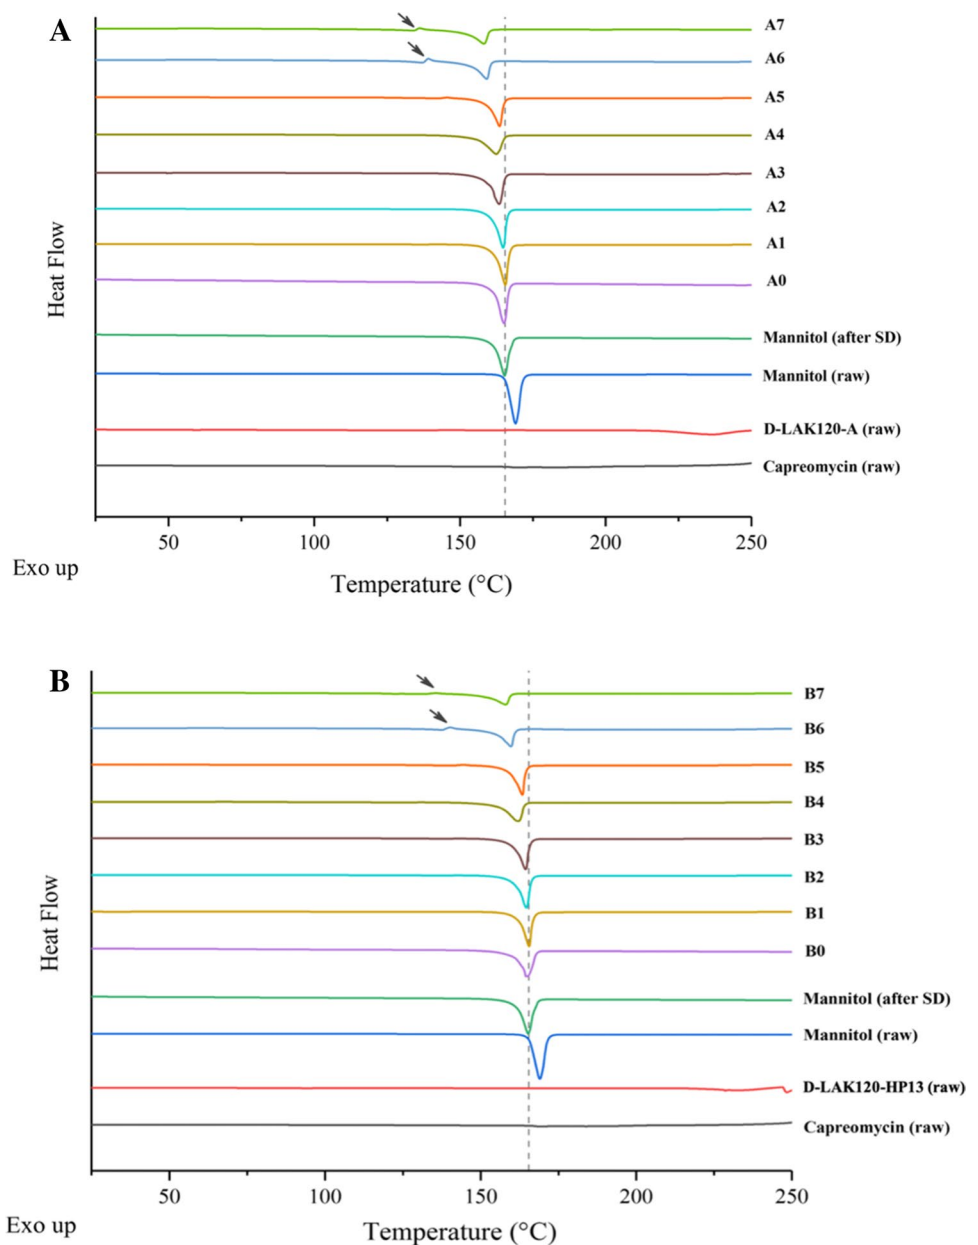 A
A7
A6
A5
A4
A3
A2
A1
A0
Mannitol (after SD)
Mannitol (raw)
D-LAK120-A (raw)
Capreomycin (raw)
Heat Flow
50
100
150
200
250
Exo up
Temperature (°C)
B
B7
B6
B5
B4
B3
B2
B1
B0
Mannitol (after SD)
Mannitol (raw)
D-LAK120-HP13 (raw)
Capreomycin (raw)
Heat Flow
50
100
150
200
250
Exo up
Temperature (°C)